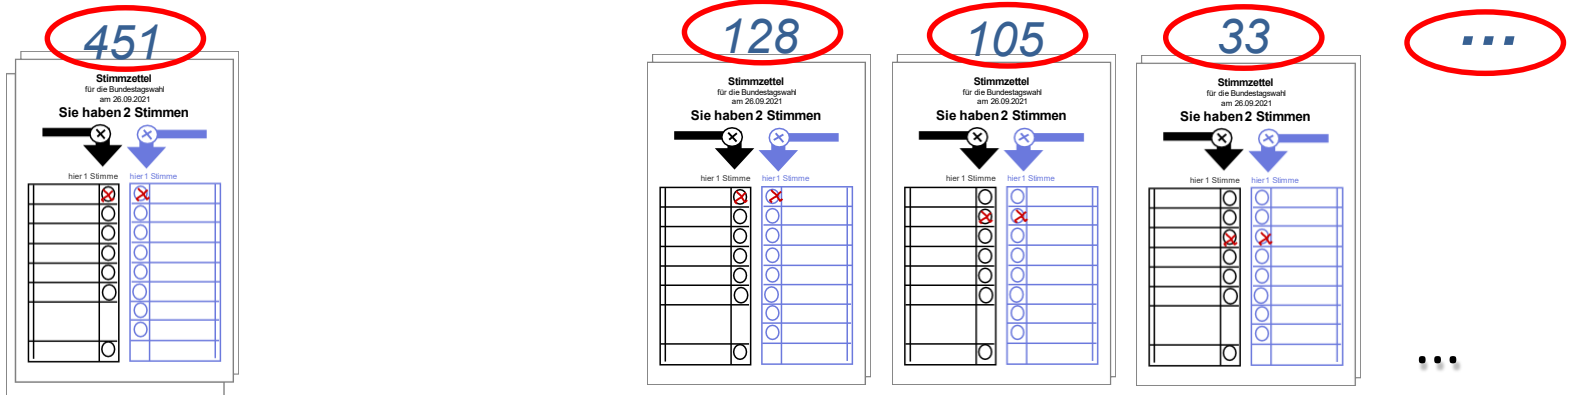 451
Stimmzettel
für die Bundestagswahl
am 26.09.2021
Sie haben 2 Stimmen
hier 1 Stimme hier 1 Stimme
128
Stimmzettel
für die Bundestagswahl
am 26.09.2021
Sie haben 2 Stimmen
hier 1 Stimme hier 1 Stimme
105
Stimmzettel
für die Bundestagswahl
am 26.09.2021
Sie haben 2 Stimmen
hier 1 Stimme hier 1 Stimme
33
Stimmzettel
für die Bundestagswahl
am 26.09.2021
Sie haben 2 Stimmen
hier 1 Stimme hier 1 Stimme
...
...